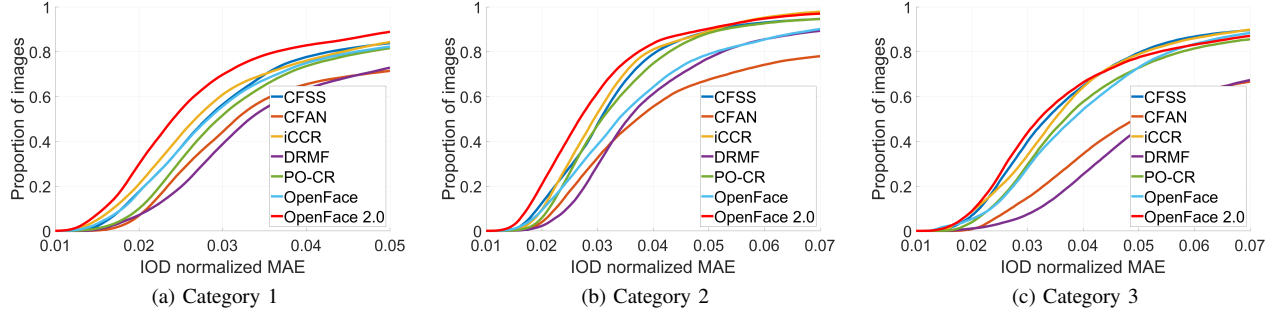 Proportion of images
1
0.8
0.6
0.4
0.2
0
0.01 0.02 0.03 0.04 0.05
IOD normalized MAE
CFSS
CFAN
iCCR
DRMF
PO-CR
OpenFace
OpenFace 2.0
(a) Category 1
Proportion of images
1
0.8
0.6
0.4
0.2
0
0.01 0.02 0.03 0.04 0.05 0.06 0.07
IOD normalized MAE
CFSS
CFAN
iCCR
DRMF
PO-CR
OpenFace
OpenFace 2.0
(b) Category 2
Proportion of images
1
0.8
0.6
0.4
0.2
0
0.01 0.02 0.03 0.04 0.05 0.06 0.07
IOD normalized MAE
CFSS
CFAN
iCCR
DRMF
PO-CR
OpenFace
OpenFace 2.0
(c) Category 3